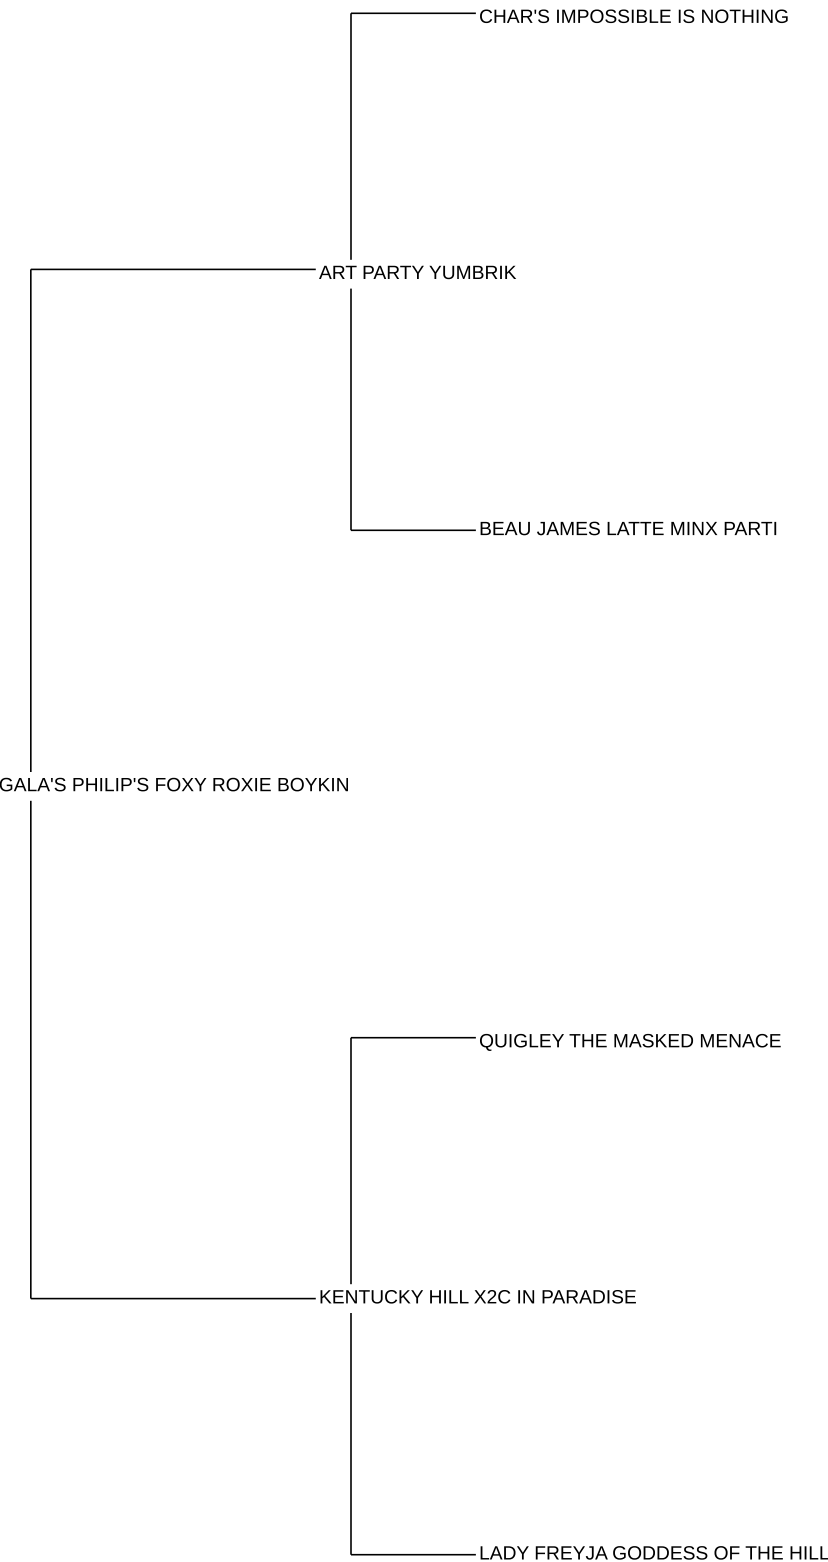 CHAR'S IMPOSSIBLE IS NOTHING
ART PARTY YUMBRIK
BEAU JAMES LATTE MINX PARTI
GALA'S PHILIP'S FOXY ROXIE BOYKIN
QUIGLEY THE MASKED MENACE
KENTUCKY HILL X2C IN PARADISE
LADY FREYJA GODDESS OF THE HILL